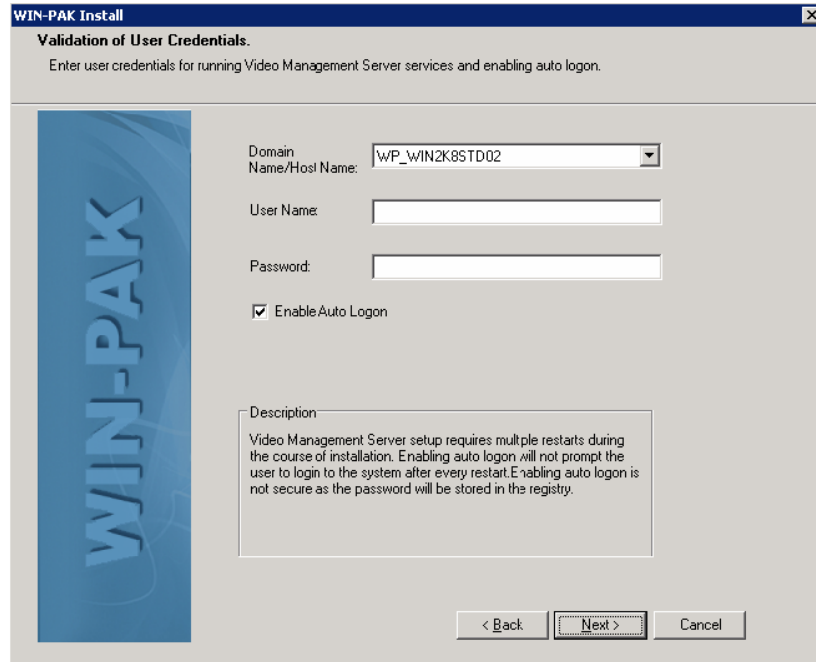 WIN-PAK Install
Validation of User Credentials.
Enter user credentials for running Video Management Server services and enabling auto logon.
WIN-PAK
Domain
Name/Host Name:
WP_WIN2K8STD02
User Name:
Password:
Enable Auto Logon
Description
Video Management Server setup requires multiple restarts during
the course of installation. Enabling auto logon will not prompt the
user to login to the system after every restart.Enabling auto logon is
not secure as the password will be stored in the registry.
< Back
Next >
Cancel